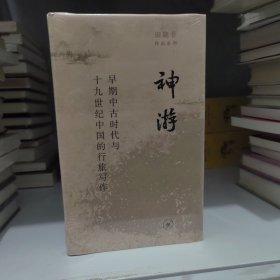 田晓菲
作品系列
神游
早期中古时代与
十九世纪中国的行旅写作